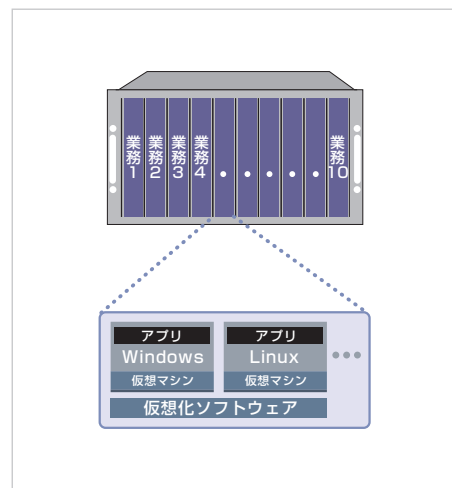 業務1
業務2
業務3
業務4
・
・
・
・
・
業務10
アプリ
Windows
仮想マシン
アプリ
Linux
仮想マシン
•••
仮想化ソフトウェア